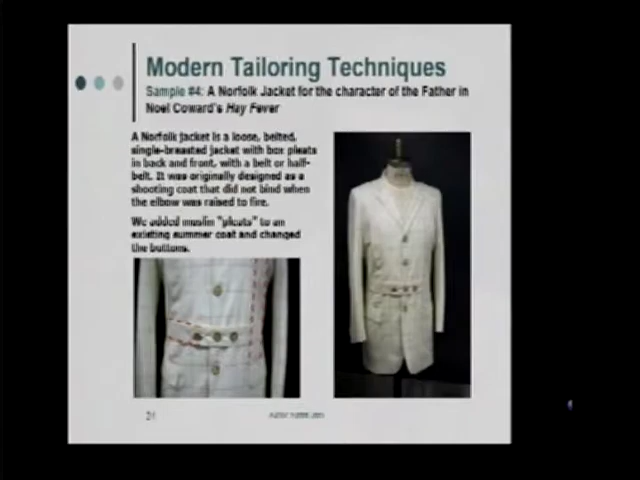 Modern Tailoring Techniques
Sample #4: A Norfolk Jacket for the character of the Father in
Noel Coward's Hay Fever
A Norfolk jacket is a loose, belted,
single-breasted jacket with box pleats
in back and front, with a belt or half-
belt. It was originally designed as a
shooting coat that did not bind when
the elbow was raised to fire.
We added muslin "pleats" to an
existing summer coat and changed
the buttons.